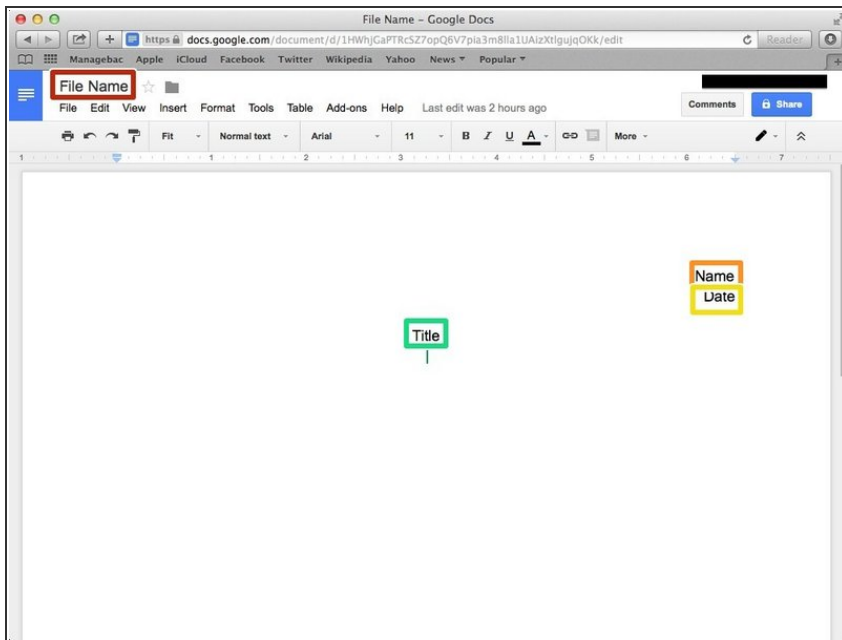 File Name – Google Docs
https docs.google.com/document/d/1HWhjGaPTRcSZ7opQ6V7pia3m8lla1UAizXtlgujqOKk/edit
Reader
Managebac Apple iCloud Facebook Twitter Wikipedia Yahoo News Popular
File Name
File Edit View Insert Format Tools Table Add-ons Help Last edit was 2 hours ago
Comments Share
Fit Normal text Arial 11 B I U A More
1 1 2 3 4 5 6 7
Name
Date
Title